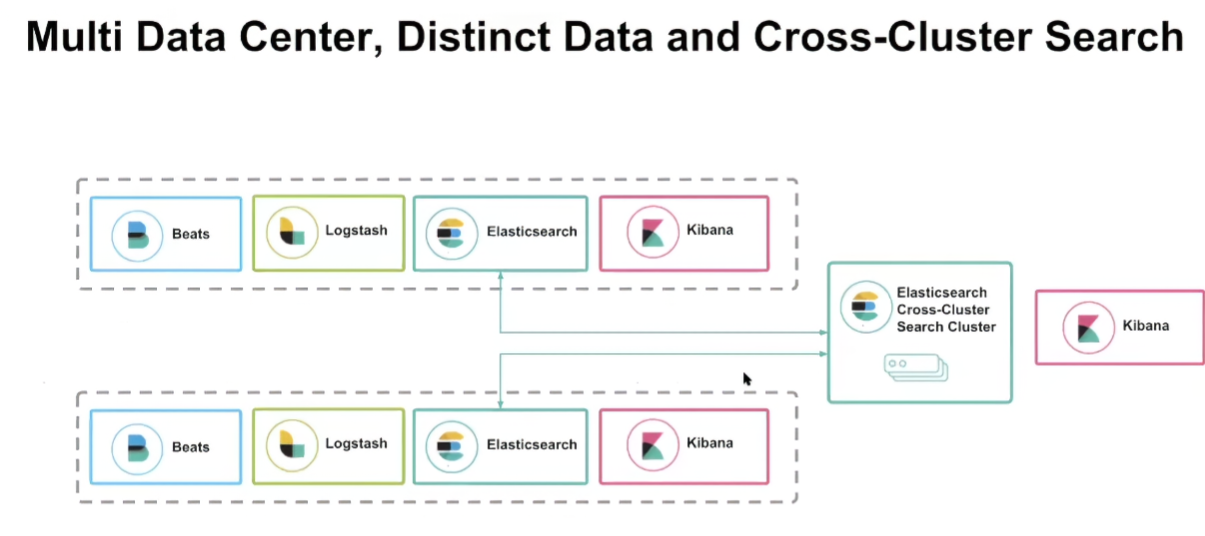 Multi Data Center, Distinct Data and Cross-Cluster Search
Beats
Logstash
Elasticsearch
Kibana
Elasticsearch
Cross-Cluster
Search Cluster
Kibana
Beats
Logstash
Elasticsearch
Kibana